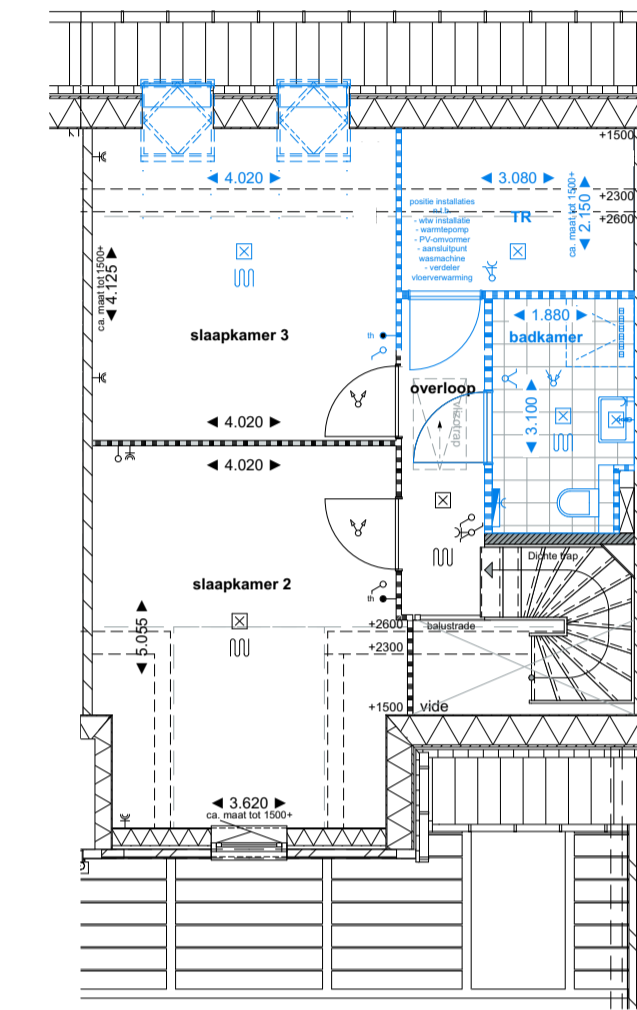 +1500
◄ 4.020 ►
◄ 3.080 ►
+2300
+2600
positie installaties
n.t.b.
- wtw installatie
- warmtepomp
- PV-omvormer
- aansluitpunt
wasmachine
- verdeler
vloerverwarming
TR
ca. maat tot 1500+
◄ 2.150 ►
ca. maat tot 1500+
◄ 4.125 ►
slaapkamer 3
th
◄ 1.880 ►
badkamer
overloop
vlizotrap
◄ 3.100 ►
◄ 4.020 ►
◄ 4.020 ►
slaapkamer 2
th
Dichte trap
+2600
balustrade
+2300
◄ 5.055 ►
+1500
vide
◄ 3.620 ►
ca. maat tot 1500+